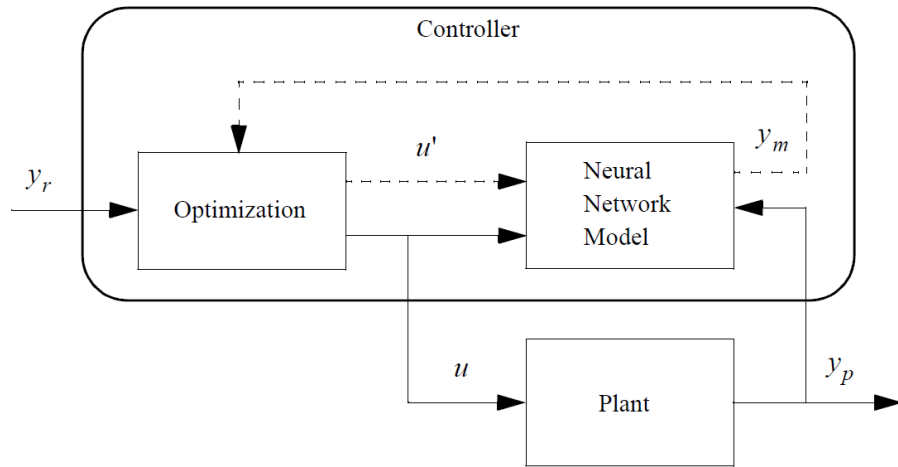 Controller
u'
y_m
y_r
Optimization
Neural
Network
Model
u
Plant
y_p